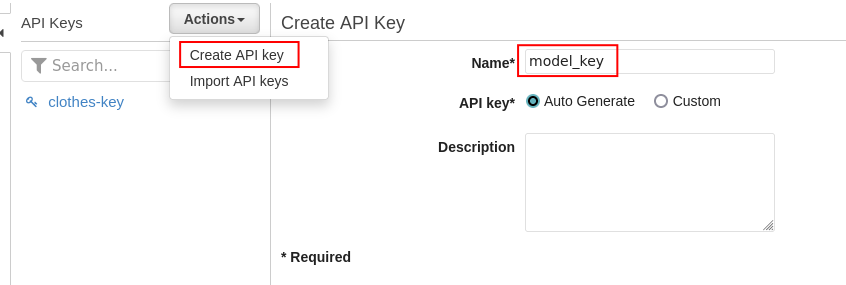 API Keys
Actions
Create API key
Import API keys
Search...
clothes-key
Create API Key
Name* model_key
API key* Auto Generate Custom
Description
* Required